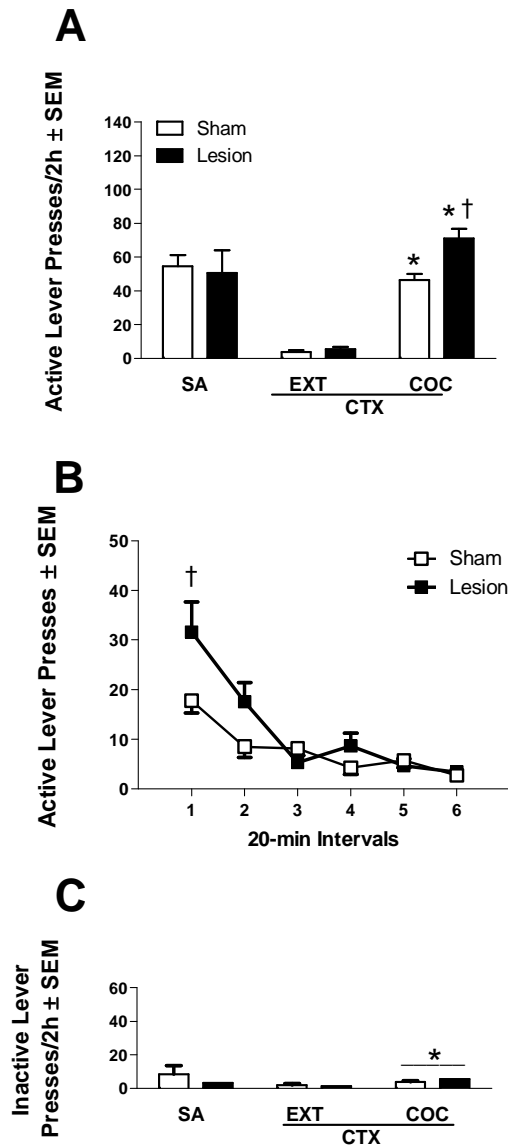 A
Active Lever Presses/2h ± SEM
140
120
100
80
60
40
20
0
Sham
Lesion
*
* †
SA
EXT
COC
CTX
B
Active Lever Presses ± SEM
50
40
30
20
10
0
†
Sham
Lesion
1 2 3 4 5 6
20-min Intervals
C
Inactive Lever
Presses/2h ± SEM
60
40
20
0
*
SA
EXT
COC
CTX